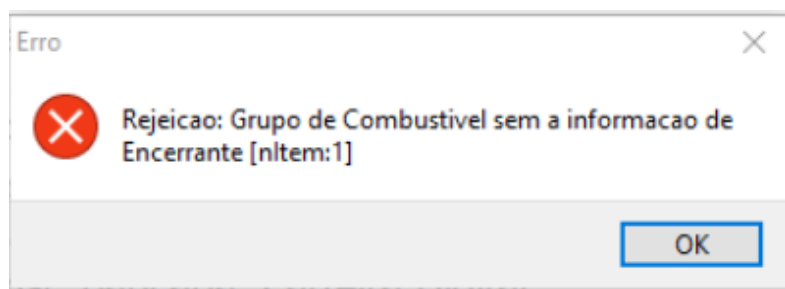 Erro
Rejeicao: Grupo de Combustivel sem a informacao de
Encerrante [nItem:1]
OK